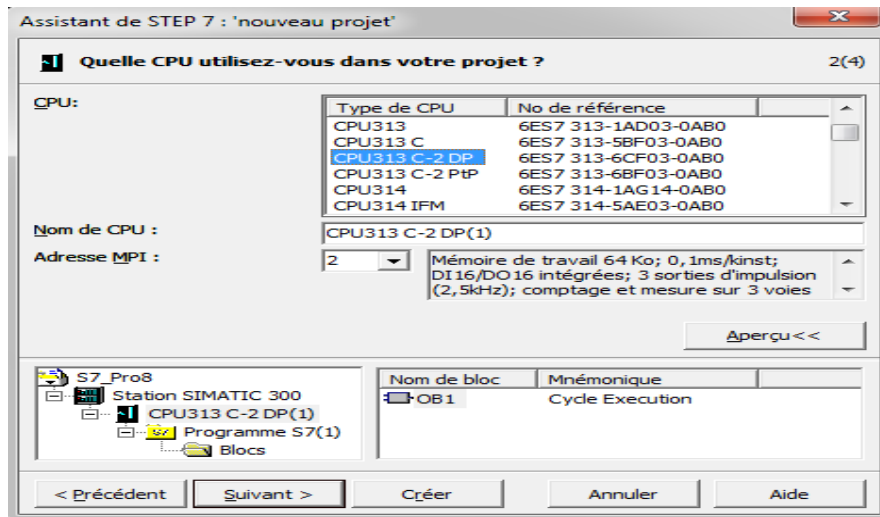 Assistant de STEP 7 : 'nouveau projet'
Quelle CPU utilisez-vous dans votre projet ? 2(4)
CPU:
Type de CPU No de référence
CPU313 6ES7 313-1AD03-0AB0
CPU313 C 6ES7 313-5BF03-0AB0
CPU313 C-2 DP 6ES7 313-6CF03-0AB0
CPU313 C-2 PtP 6ES7 313-6BF03-0AB0
CPU314 6ES7 314-1AG14-0AB0
CPU314 IFM 6ES7 314-5AE03-0AB0
Nom de CPU : CPU313 C-2 DP(1)
Adresse MPI : 2
Mémoire de travail 64 Ko; 0,1ms/kinst;
DI16/DO16 intégrées; 3 sorties d'impulsion
(2,5kHz); comptage et mesure sur 3 voies
Aperçu<<
S7_Pro8
Station SIMATIC 300
CPU313 C-2 DP(1)
Programme S7(1)
Blocs
Nom de bloc Mnémonique
OB1 Cycle Execution
< Précédent Suivant > Créer Annuler Aide